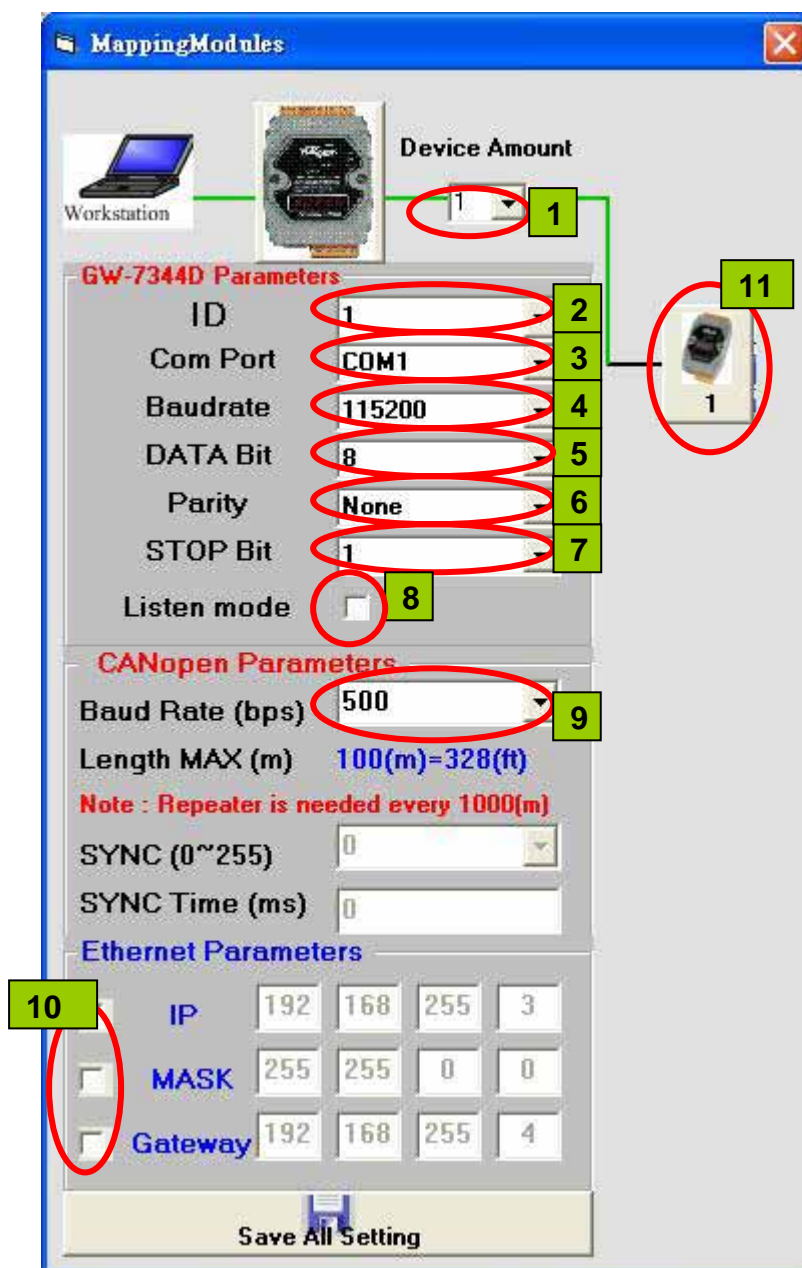 MappingModules
Device Amount
Workstation
1
1
GW-7344D Parameters
11
ID
1
2
Com Port
COM1
3
Baudrate
115200
4
1
DATA Bit
8
5
Parity
None
6
STOP Bit
1
7
Listen mode
8
CANopen Parameters
Baud Rate (bps)
500
9
Length MAX (m)
100(m)=328(ft)
Note : Repeater is needed every 1000(m)
SYNC (0~255)
0
SYNC Time (ms)
0
Ethernet Parameters
10
IP
192
168
255
3
MASK
255
255
0
0
Gateway
192
168
255
4
Save All Setting